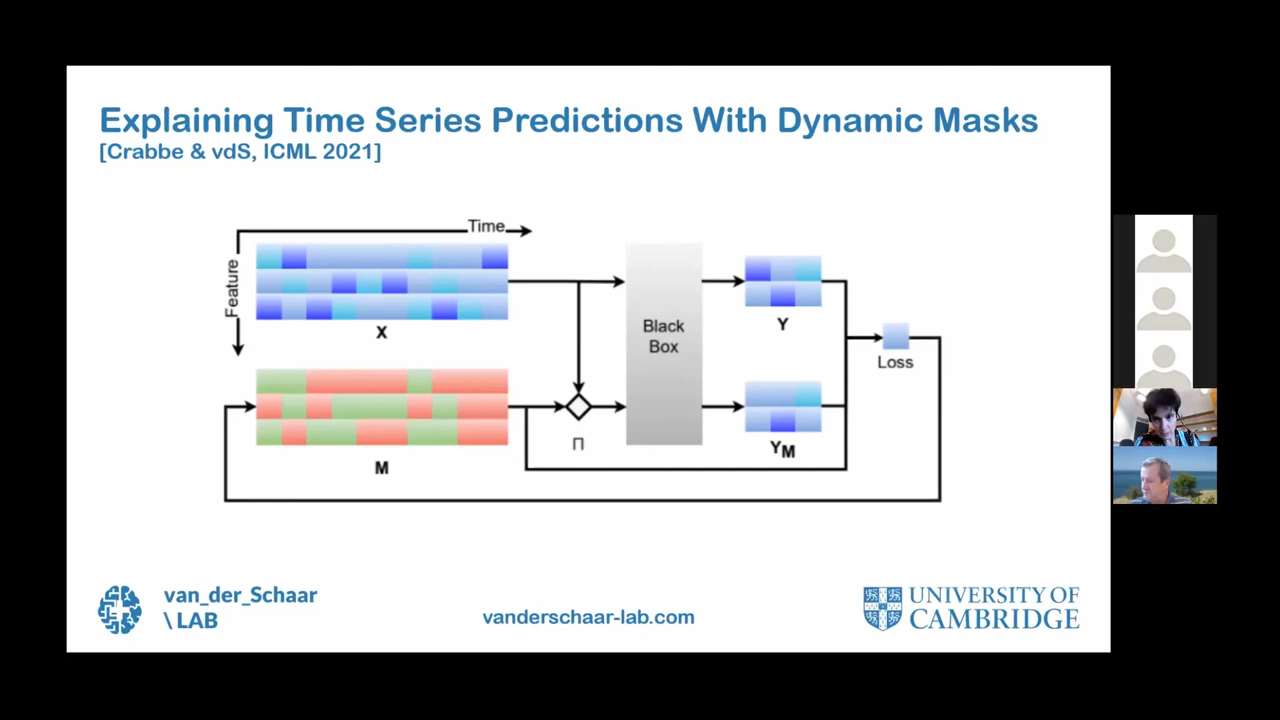 Explaining Time Series Predictions With Dynamic Masks
[Crabbe & vdS, ICML 2021]
Time
Feature
X
M
Π
Black
Box
Y
Y_M
Loss
van_der_Schaar
\ LAB
vanderschaar-lab.com
UNIVERSITY OF
CAMBRIDGE